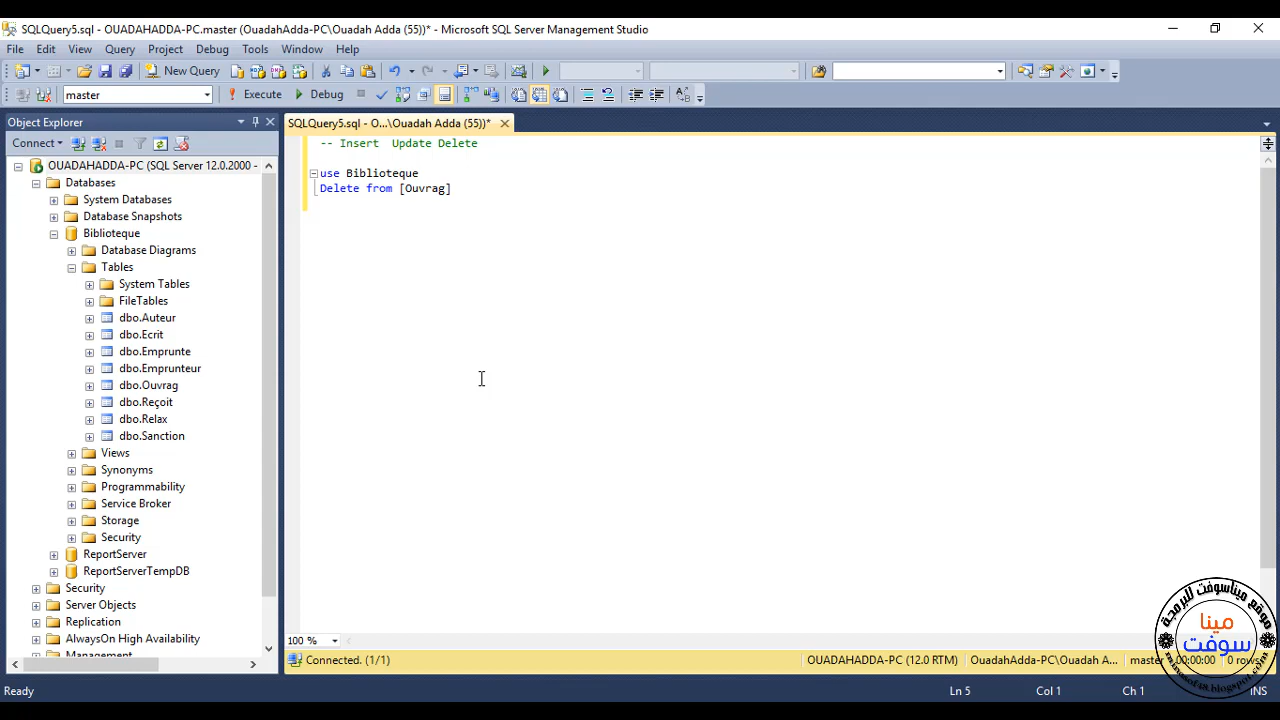 SQLQuery5.sql - OUADAHADDA-PC.master (OuadahAdda-PC\Ouadah Adda (55))* - Microsoft SQL Server Management Studio
File Edit View Query Project Debug Tools Window Help
New Query
master Execute Debug
Object Explorer
SQLQuery5.sql - O...\Ouadah Adda (55))*
Connect
OUADAHADDA-PC (SQL Server 12.0.2000 -
Databases
System Databases
Database Snapshots
Biblioteque
Database Diagrams
Tables
System Tables
FileTables
dbo.Auteur
dbo.Ecrit
dbo.Emprunte
dbo.Emprunteur
dbo.Ouvrag
dbo.Reçoit
dbo.Relax
dbo.Sanction
Views
Synonyms
Programmability
Service Broker
Storage
Security
ReportServer
ReportServerTempDB
Security
Server Objects
Replication
AlwaysOn High Availability
Management
-- Insert  Update Delete
use Biblioteque
Delete from [Ouvrag]
100 %
Connected. (1/1) OUADAHADDA-PC (12.0 RTM) OuadahAdda-PC\Ouadah A... master 00:00:00 0 rows
Ready Ln 5 Col 1 Ch 1 INS
موقع ميناسوفت للبرمجة
مينا
سوفت